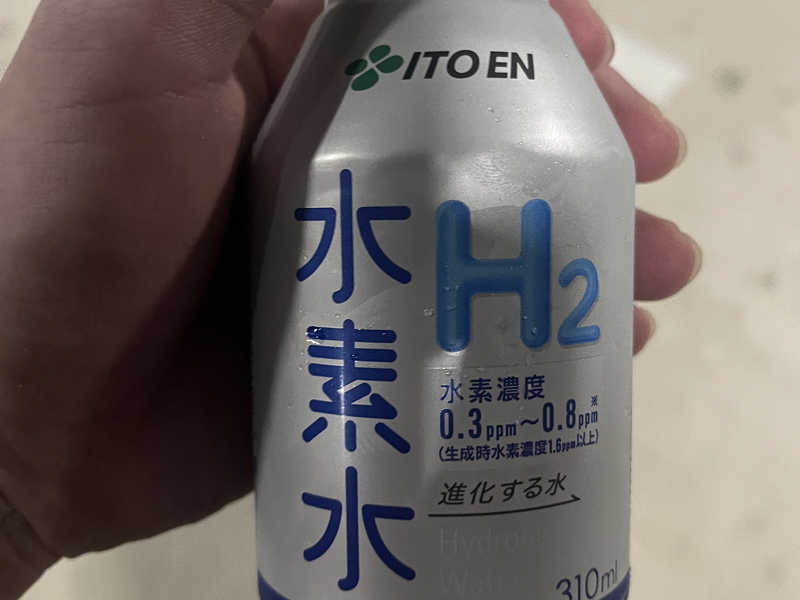 ITO EN
水素水
H2
水素濃度
0.3ppm～0.8ppm※
(生成時水素濃度1.6ppm以上)
進化する水
310ml